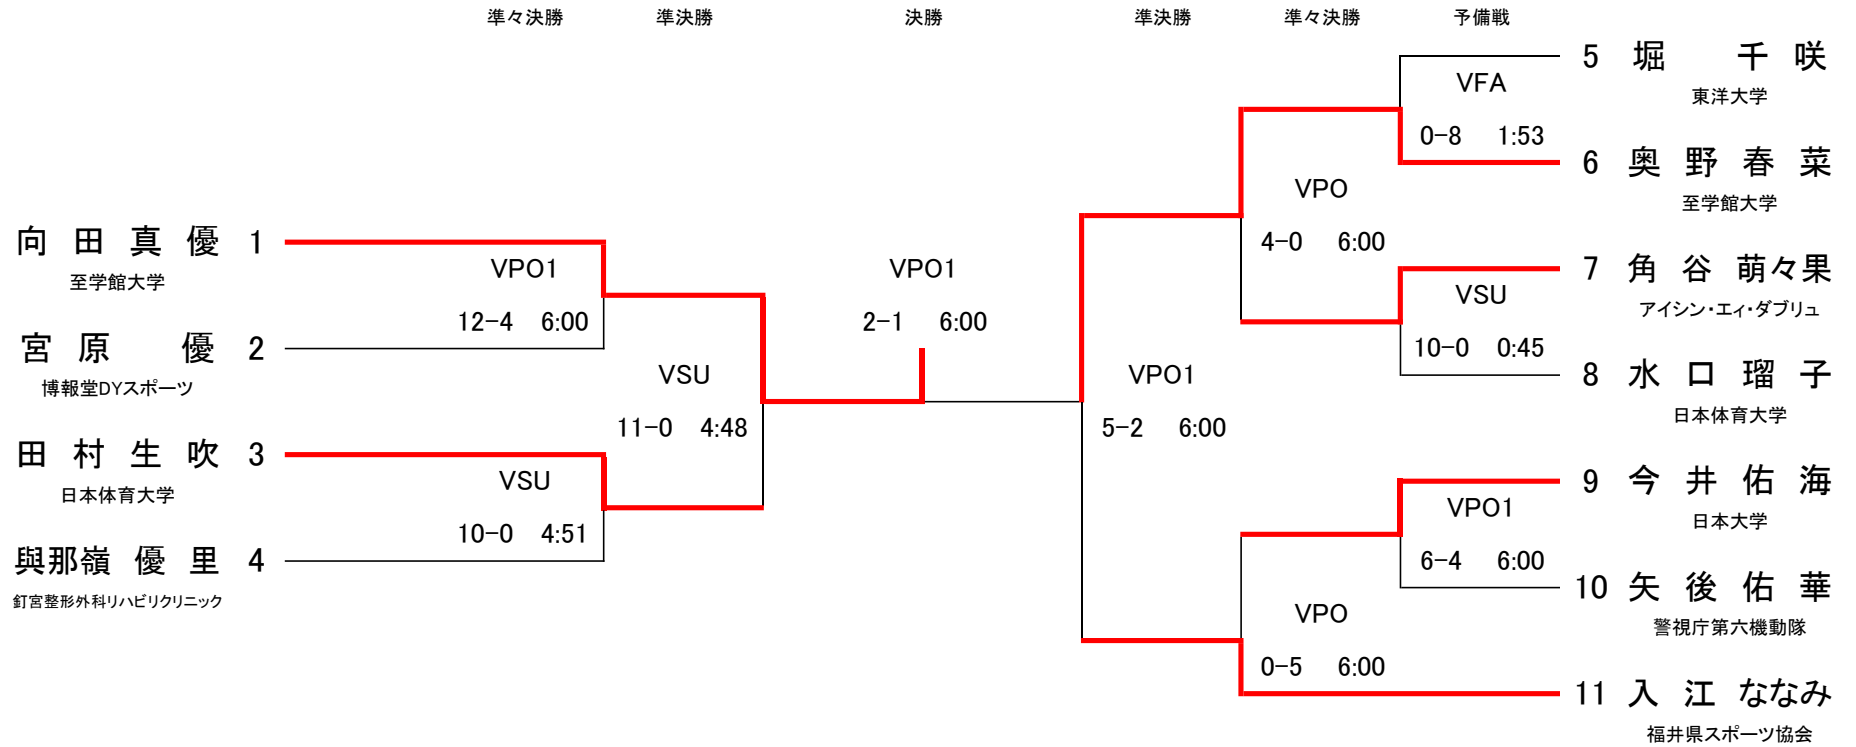 準々決勝 準決勝 決勝 準決勝 準々決勝 予備戦
5 堀 千 咲
東洋大学
VFA
0-8 1:53
6 奥 野 春 菜
至学館大学
VPO
4-0 6:00
7 角 谷 萌々果
アイシン・エィ・ダブリュ
VSU
10-0 0:45
8 水 口 瑠 子
日本体育大学
向 田 真 優 1
至学館大学
VPO1
12-4 6:00
宮 原 優 2
博報堂DYスポーツ
VSU
11-0 4:48
田 村 生 吹 3
日本体育大学
VSU
10-0 4:51
與那嶺 優 里 4
釘宮整形外科リハビリクリニック
VPO1
2-1 6:00
VPO1
5-2 6:00
9 今 井 佑 海
日本大学
VPO1
6-4 6:00
10 矢 後 佑 華
警視庁第六機動隊
VPO
0-5 6:00
11 入 江 ななみ
福井県スポーツ協会